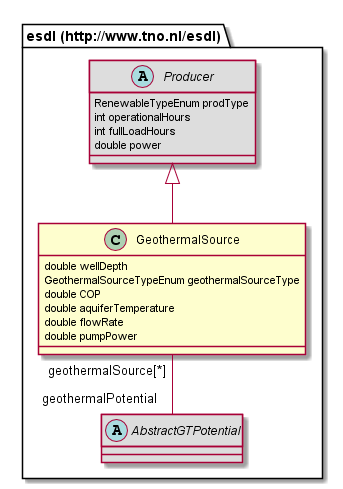 esdl (http://www.tno.nl/esdl)
A Producer
RenewableTypeEnum prodType
int operationalHours
int fullLoadHours
double power
C GeothermalSource
double wellDepth
GeothermalSourceTypeEnum geothermalSourceType
double COP
double aquiferTemperature
double flowRate
double pumpPower
geothermalSource[*]
geothermalPotential
A AbstractGTPotential